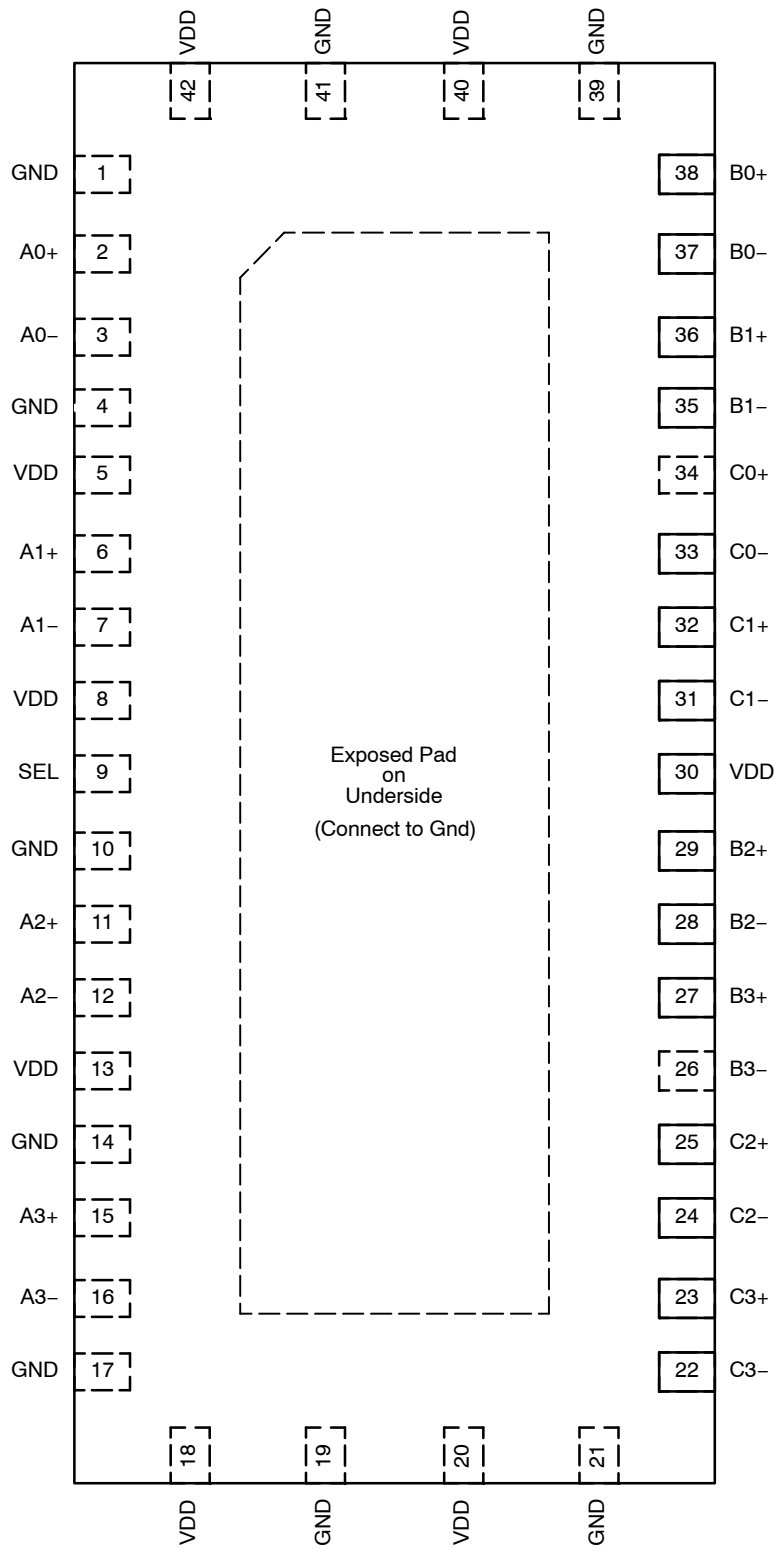 VDD GND VDD GND
42 41 40 39
GND 1 38 B0+
A0+ 2 37 B0−
A0− 3 36 B1+
GND 4 35 B1−
VDD 5 34 C0+
A1+ 6 33 C0−
A1− 7 32 C1+
VDD 8 31 C1−
SEL 9 30 VDD
Exposed Pad
on
Underside
(Connect to Gnd)
GND 10 29 B2+
A2+ 11 28 B2−
A2− 12 27 B3+
VDD 13 26 B3−
GND 14 25 C2+
A3+ 15 24 C2−
A3− 16 23 C3+
GND 17 22 C3−
18 19 20 21
VDD GND VDD GND